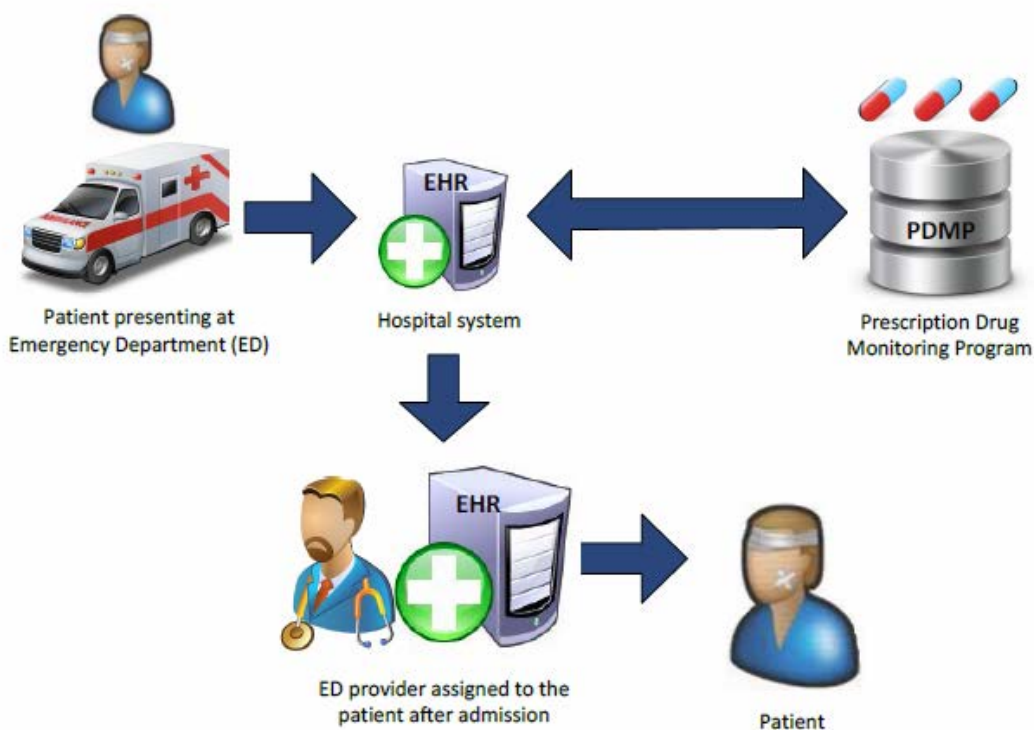 EHR
PDMP
AMBULANCE
Patient presenting at
Emergency Department (ED)
Hospital system
Prescription Drug
Monitoring Program
EHR
ED provider assigned to the
patient after admission
Patient